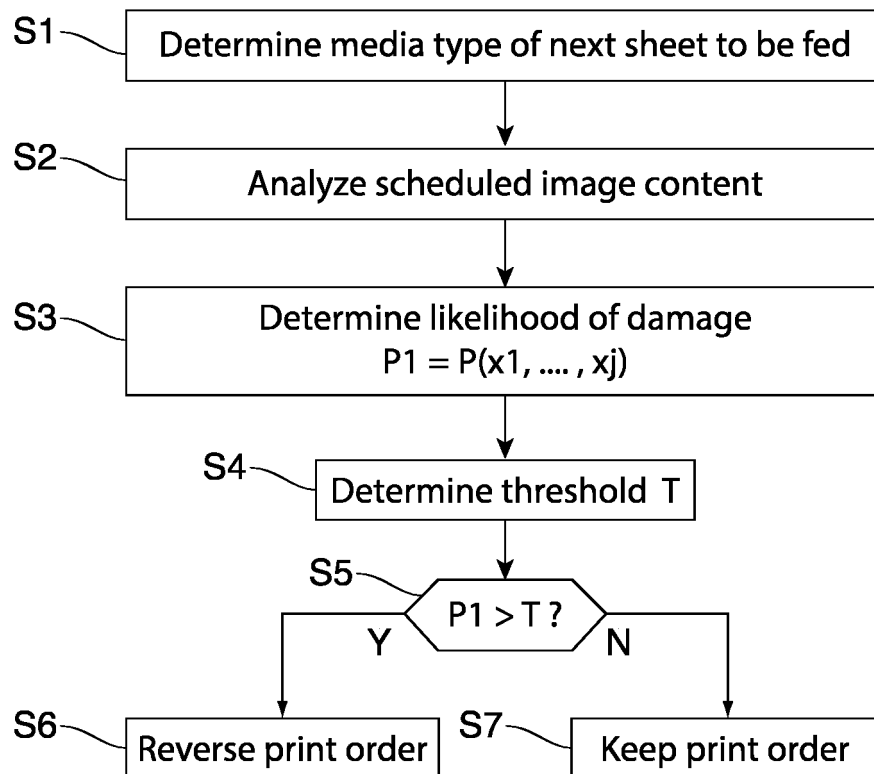 S1
Determine media type of next sheet to be fed
S2
Analyze scheduled image content
S3
Determine likelihood of damage
P1 = P(x1, .... , xj)
S4
Determine threshold T
S5
P1 > T ?
Y
N
S6
Reverse print order
S7
Keep print order